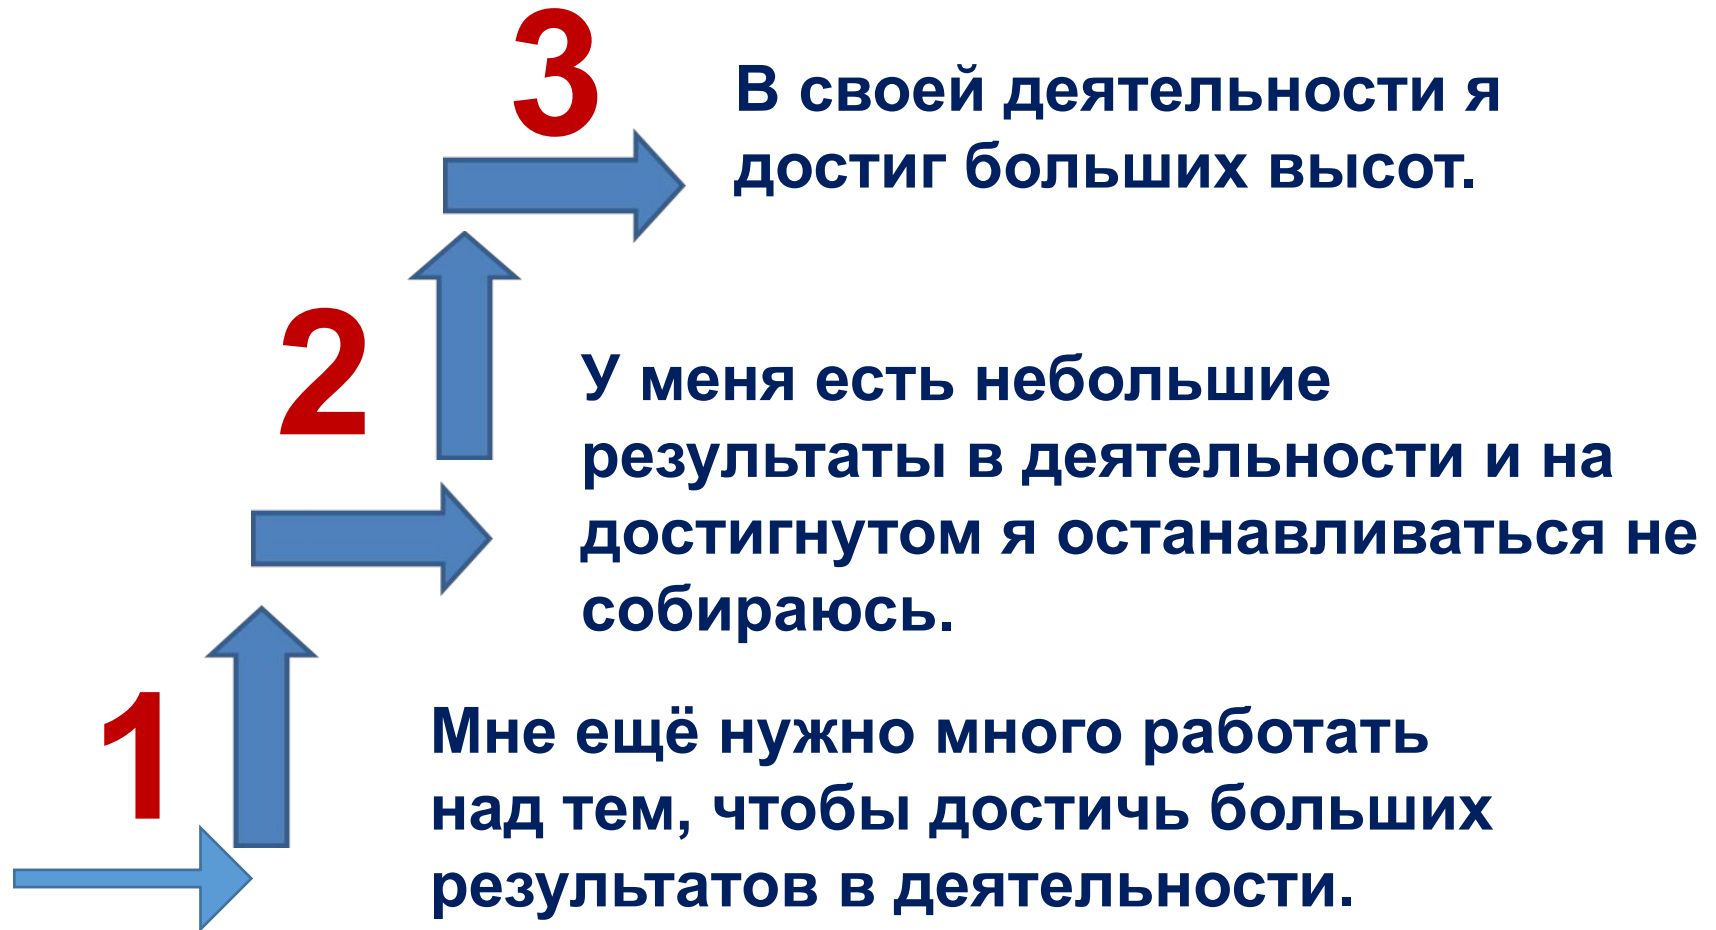 3
В своей деятельности я
достиг больших высот.
2
У меня есть небольшие
результаты в деятельности и на
достигнутом я останавливаться не
собираюсь.
1
Мне ещё нужно много работать
над тем, чтобы достичь больших
результатов в деятельности.